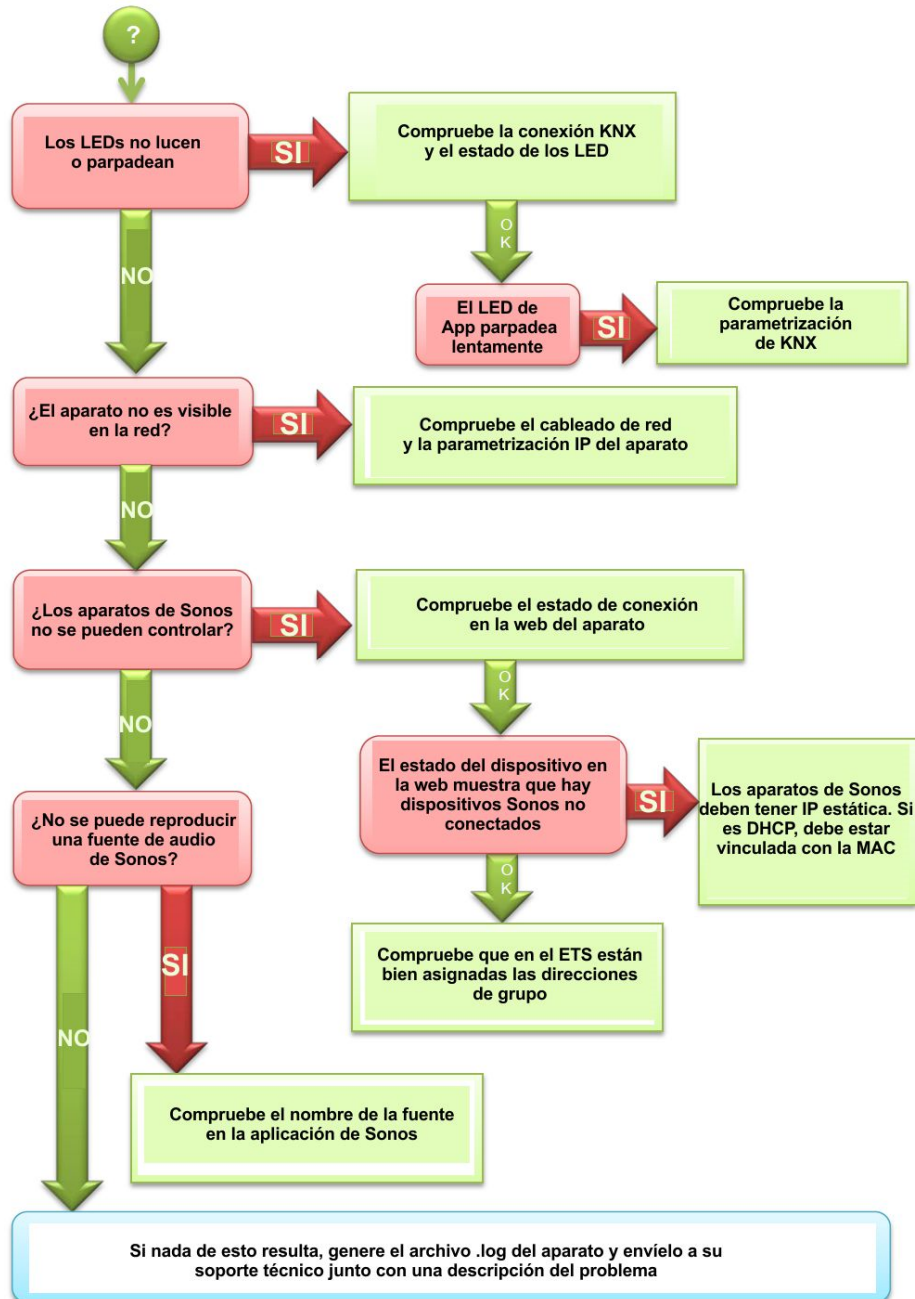 ?
Los LEDs no lucen
o parpadean
SI
Compruebe la conexión KNX
y el estado de los LED
O
K
NO
El LED de
App parpadea
lentamente
SI
Compruebe la
parametrización
de KNX
¿El aparato no es visible
en la red?
SI
Compruebe el cableado de red
y la parametrización IP del aparato
NO
¿Los aparatos de Sonos
no se pueden controlar?
SI
Compruebe el estado de conexión
en la web del aparato
O
K
NO
El estado del dispositivo en
la web muestra que hay
dispositivos Sonos no
conectados
SI
Los aparatos de Sonos
deben tener IP estática. Si
es DHCP, debe estar
vinculada con la MAC
¿No se puede reproducir
una fuente de audio
de Sonos?
O
K
Compruebe que en el ETS están
bien asignadas las direcciones
de grupo
SI
NO
Compruebe el nombre de la fuente
en la aplicación de Sonos
Si nada de esto resulta, genere el archivo .log del aparato y envíelo a su
soporte técnico junto con una descripción del problema